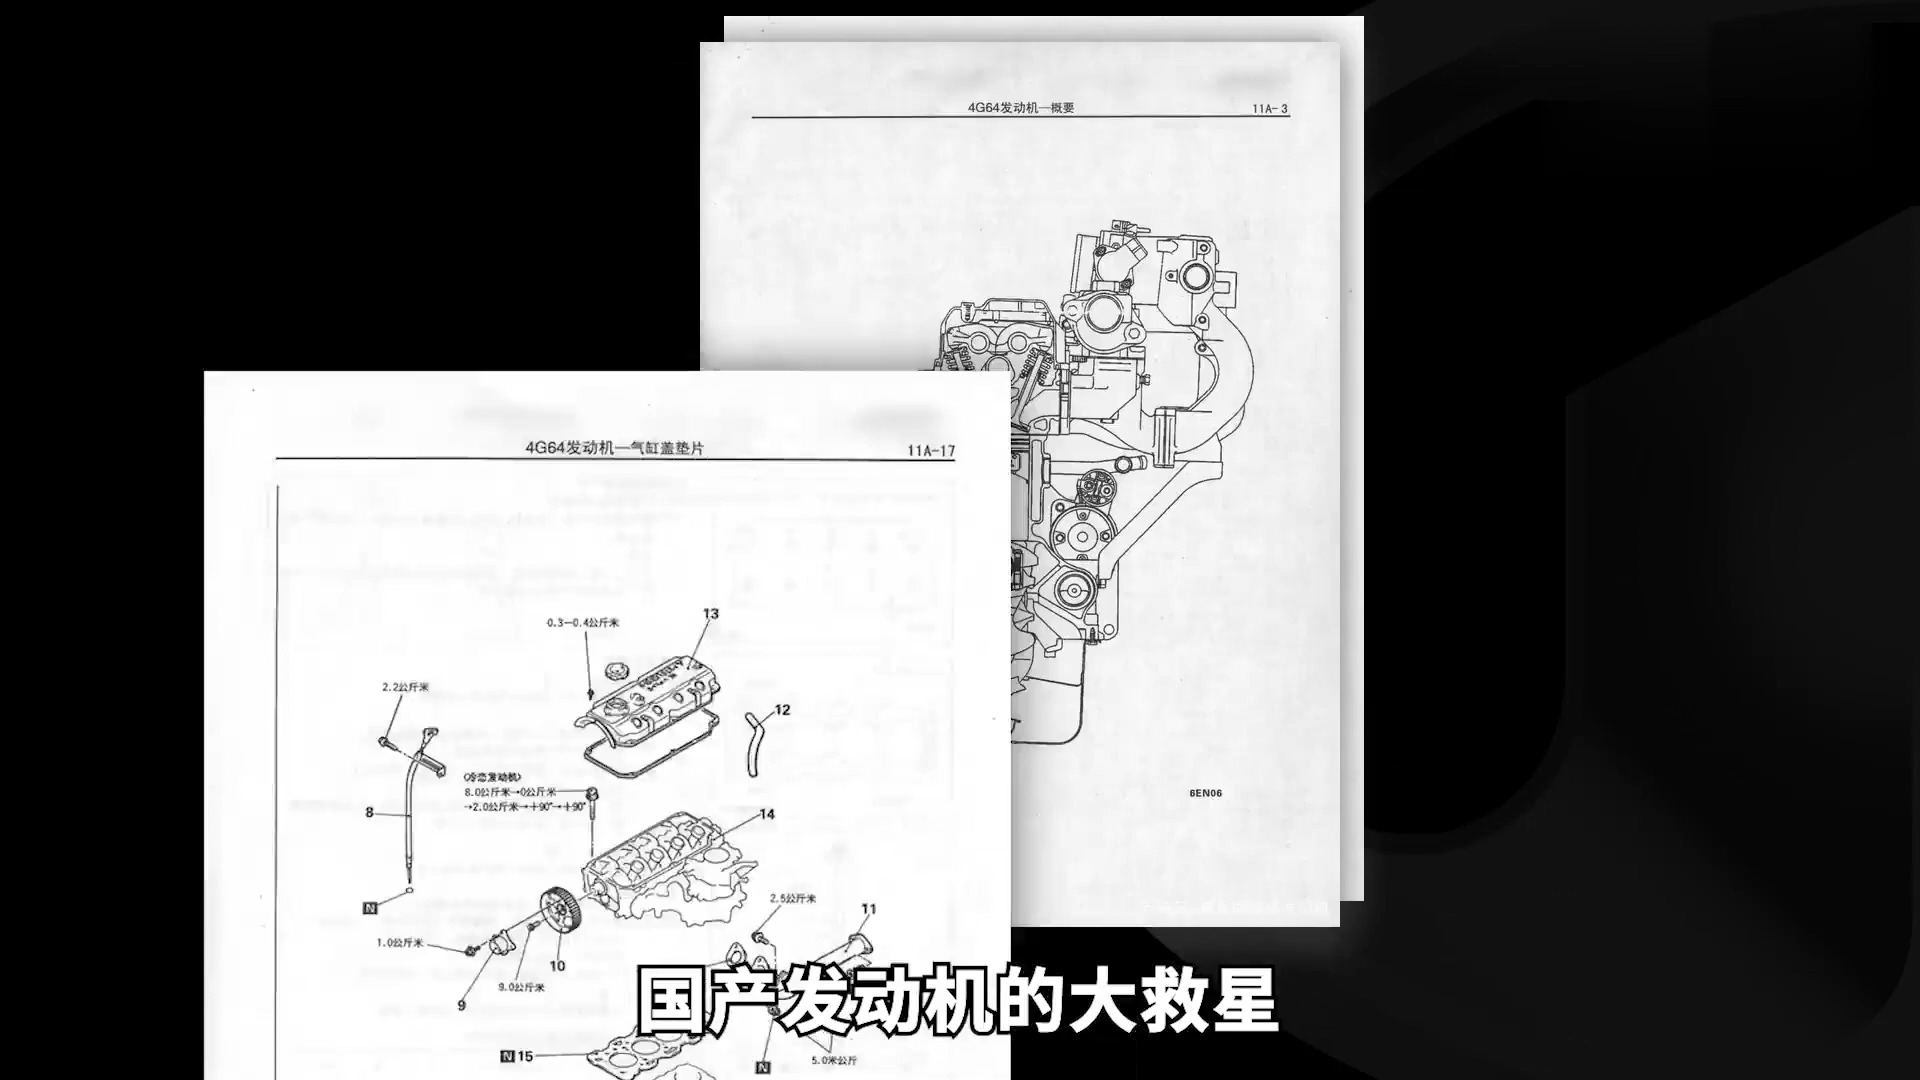 4G64发动机—概要
11A-3
6EN06
4G64发动机—气缸盖垫片
11A-17
13
0.3—0.4公斤米
2.2公斤米
12
〈冷态发动机〉
8.0公斤米→0公斤米
→2.0公斤米→+90°→+90°
8
14
N
2.5公斤米
11
1.0公斤米
10
9.0公斤米
9
N 15
5.0米公斤
N
国产发动机的大救星